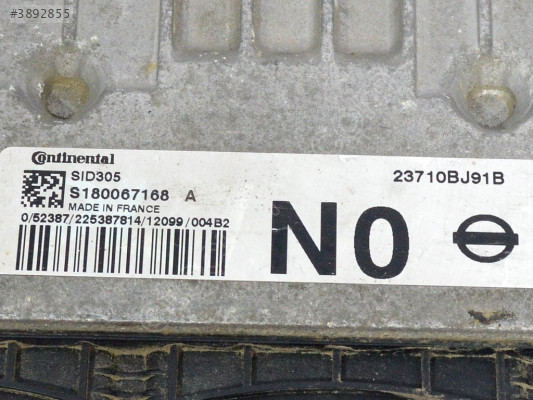 #3892855
Continental
SID305
S180067168 A
MADE IN FRANCE
0/52387/225387814/12099/004B2
23710BJ91B
N0